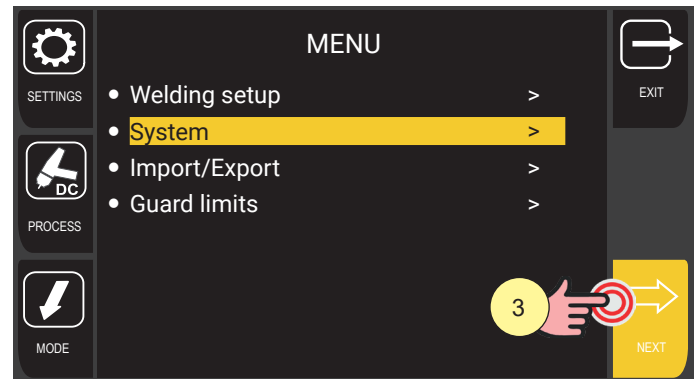 MENU
SETTINGS
EXIT
• Welding setup >
• System >
• Import/Export >
• Guard limits >
DC
PROCESS
3
MODE
NEXT